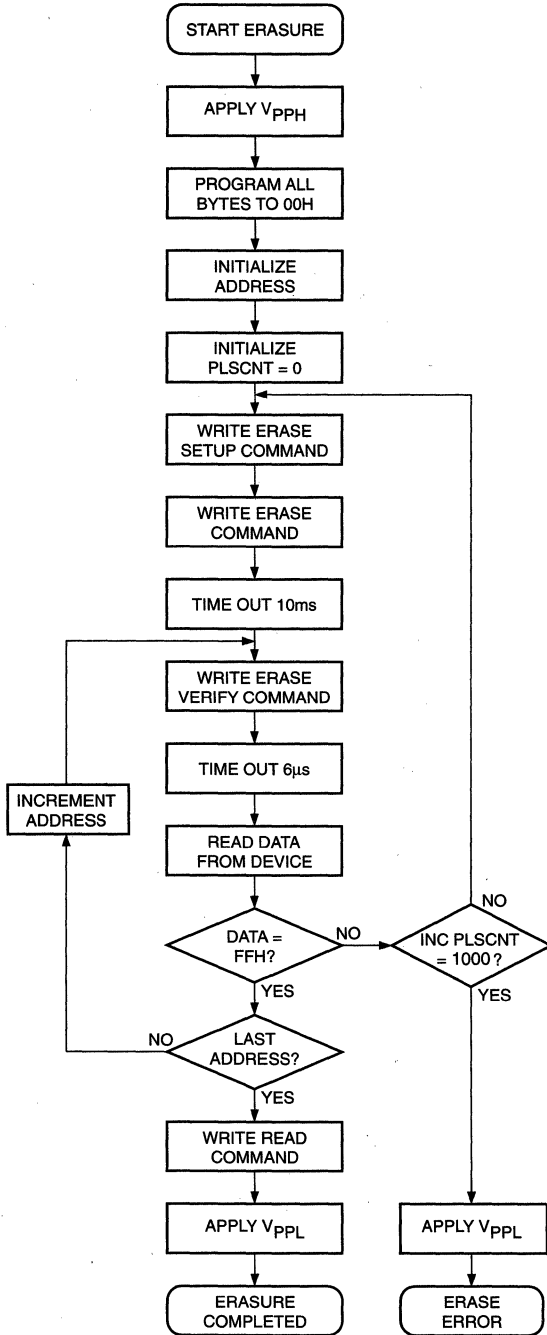 START ERASURE
APPLY VPPH
PROGRAM ALL
BYTES TO 00H
INITIALIZE
ADDRESS
INITIALIZE
PLSCNT = 0
WRITE ERASE
SETUP COMMAND
WRITE ERASE
COMMAND
TIME OUT 10ms
WRITE ERASE
VERIFY COMMAND
TIME OUT 6µs
INCREMENT
ADDRESS
READ DATA
FROM DEVICE
DATA =
FFH?
NO
YES
INC PLSCNT
= 1000?
NO
YES
LAST
ADDRESS?
NO
YES
WRITE READ
COMMAND
APPLY VPPL
ERASURE
COMPLETED
APPLY VPPL
ERASE
ERROR